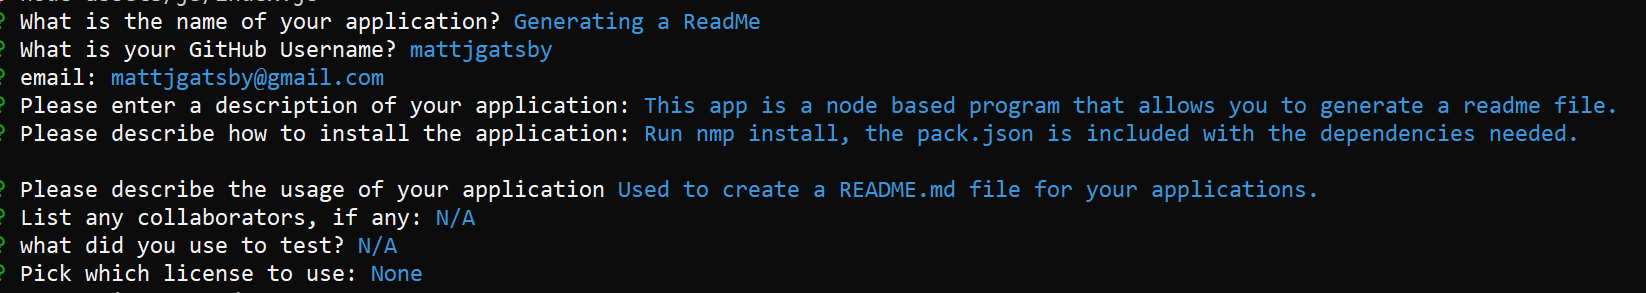 ? What is the name of your application? Generating a ReadMe
? What is your GitHub Username? mattjgatsby
? email: mattjgatsby@gmail.com
? Please enter a description of your application: This app is a node based program that allows you to generate a readme file.
? Please describe how to install the application: Run nmp install, the pack.json is included with the dependencies needed.
? Please describe the usage of your application Used to create a README.md file for your applications.
? List any collaborators, if any: N/A
? what did you use to test? N/A
? Pick which license to use: None